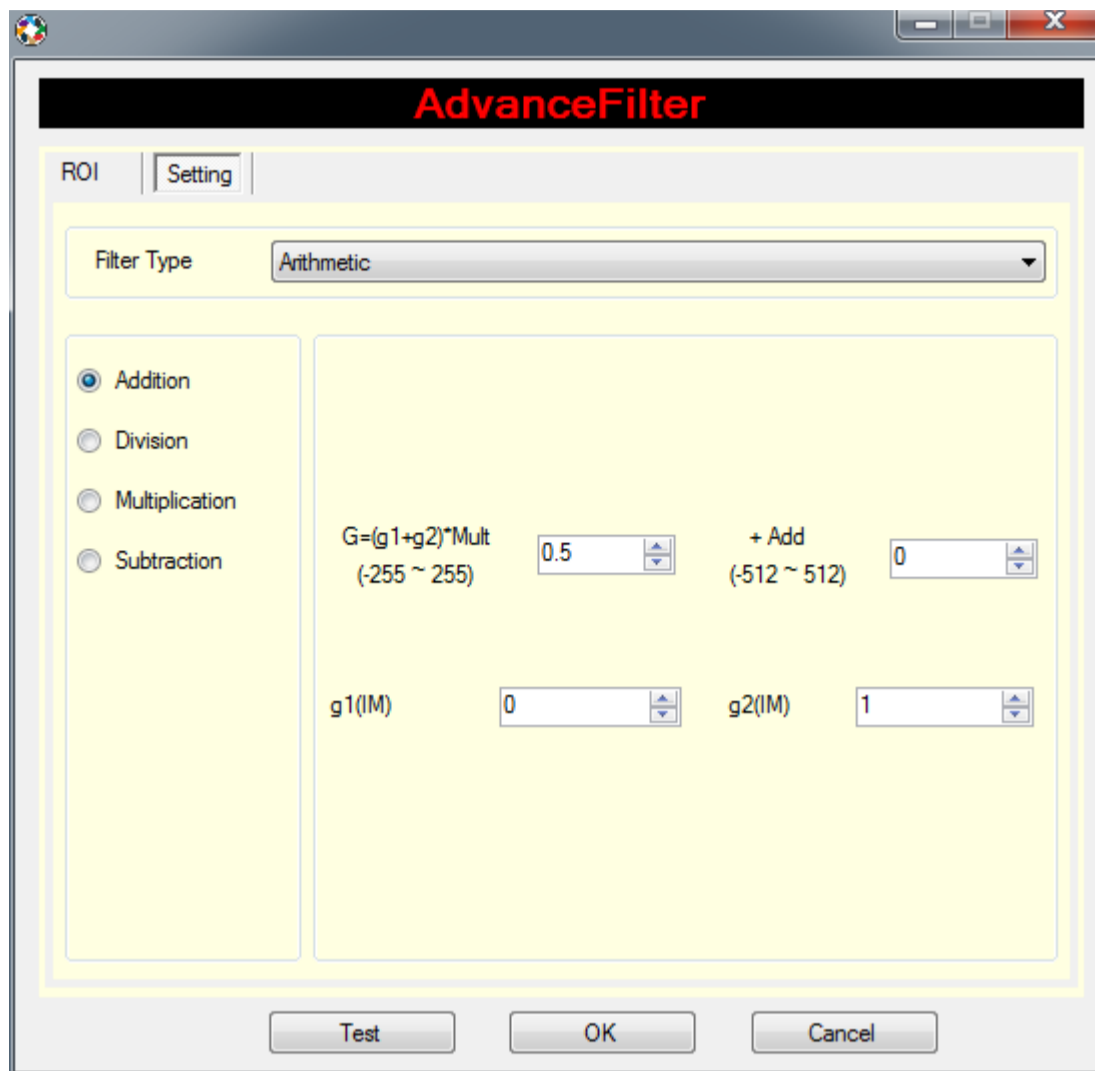 AdvanceFilter
ROI Setting
Filter Type Arithmetic
Addition
Division
Multiplication
Subtraction
G=(g1+g2)*Mult
(-255 ~ 255)
0.5
+ Add
(-512 ~ 512)
0
g1(IM) 0 g2(IM) 1
Test OK Cancel